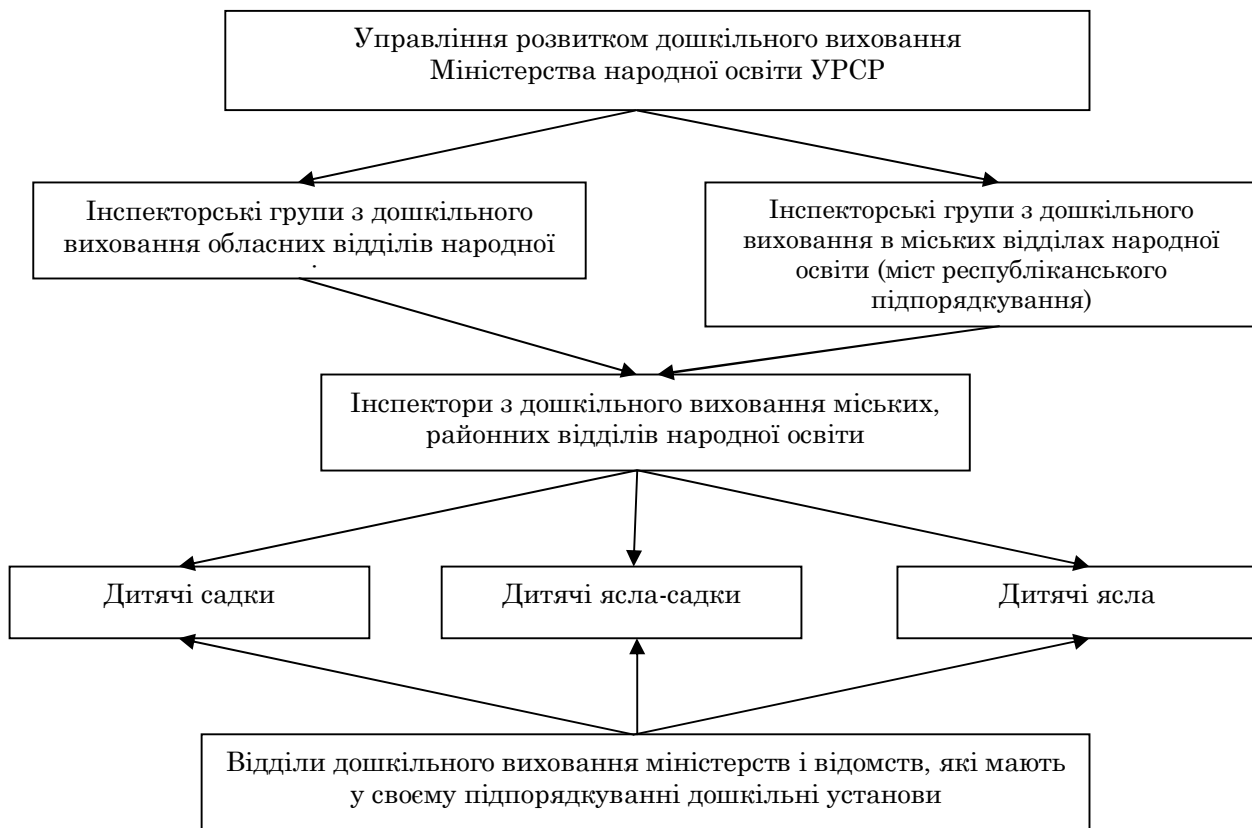 Управління розвитком дошкільного виховання
Міністерства народної освіти УРСР
Інспекторські групи з дошкільного
виховання обласних відділів народної
Інспекторські групи з дошкільного
виховання в міських відділах народної
освіти (міст республіканського
підпорядкування)
Інспектори з дошкільного виховання міських,
районних відділів народної освіти
Дитячі садки
Дитячі ясла-садки
Дитячі ясла
Відділи дошкільного виховання міністерств і відомств, які мають
у своєму підпорядкуванні дошкільні установи